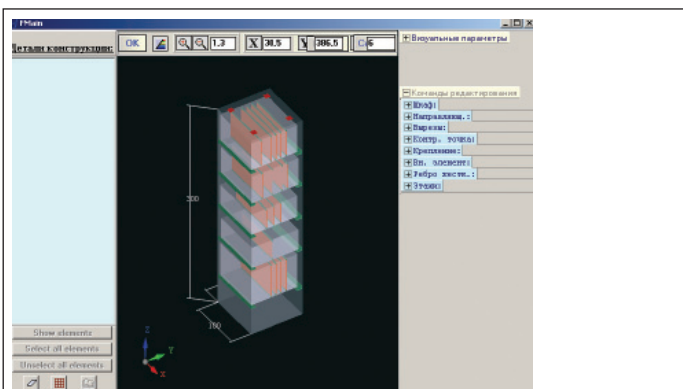 FMain
Детали конструкции:
OK 1.3 X 30.5 Y 306.5 6
Визуальные параметры
Команды редактирования
Шкаф:
Направляющ.:
Вырезы:
Контр. точка:
Крепление:
Вн. элемент:
Ребро жестк.:
Этажи:
300
100
Z
Y
X
Show elements
Select all elements
Unselect all elements